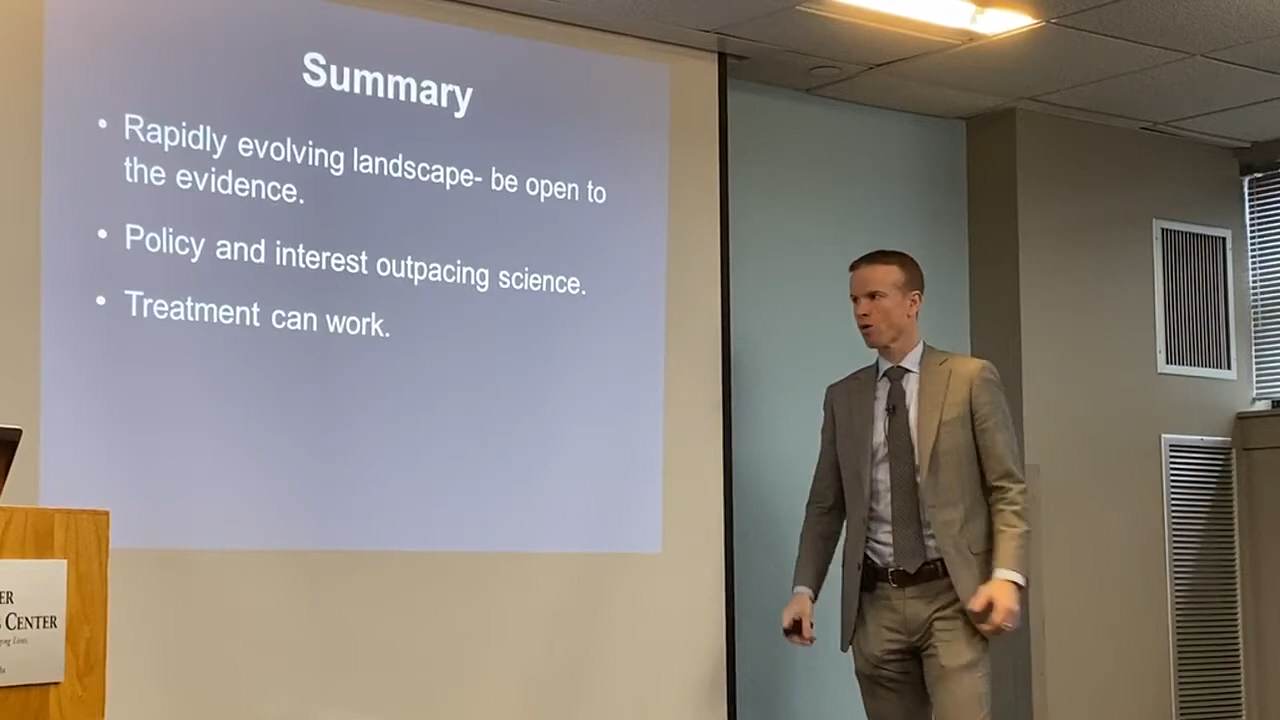 Summary
• Rapidly evolving landscape- be open to
the evidence.
• Policy and interest outpacing science.
• Treatment can work.
ER
CENTER
Lives